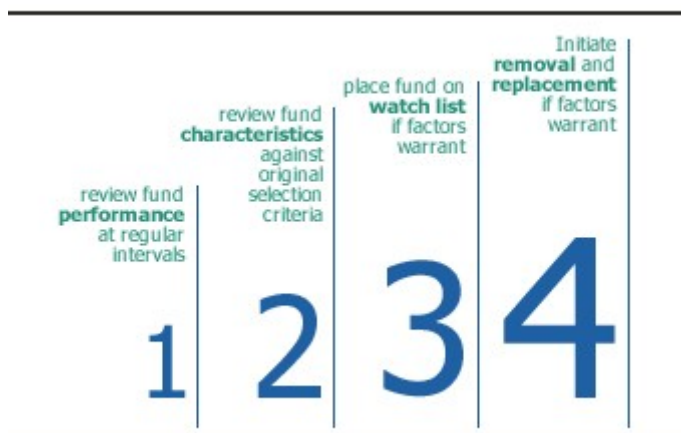 review fund
performance
at regular
intervals
1
review fund
characteristics
against
original
selection
criteria
2
place fund on
watch list
if factors
warrant
3
Initiate
removal and
replacement
if factors
warrant
4